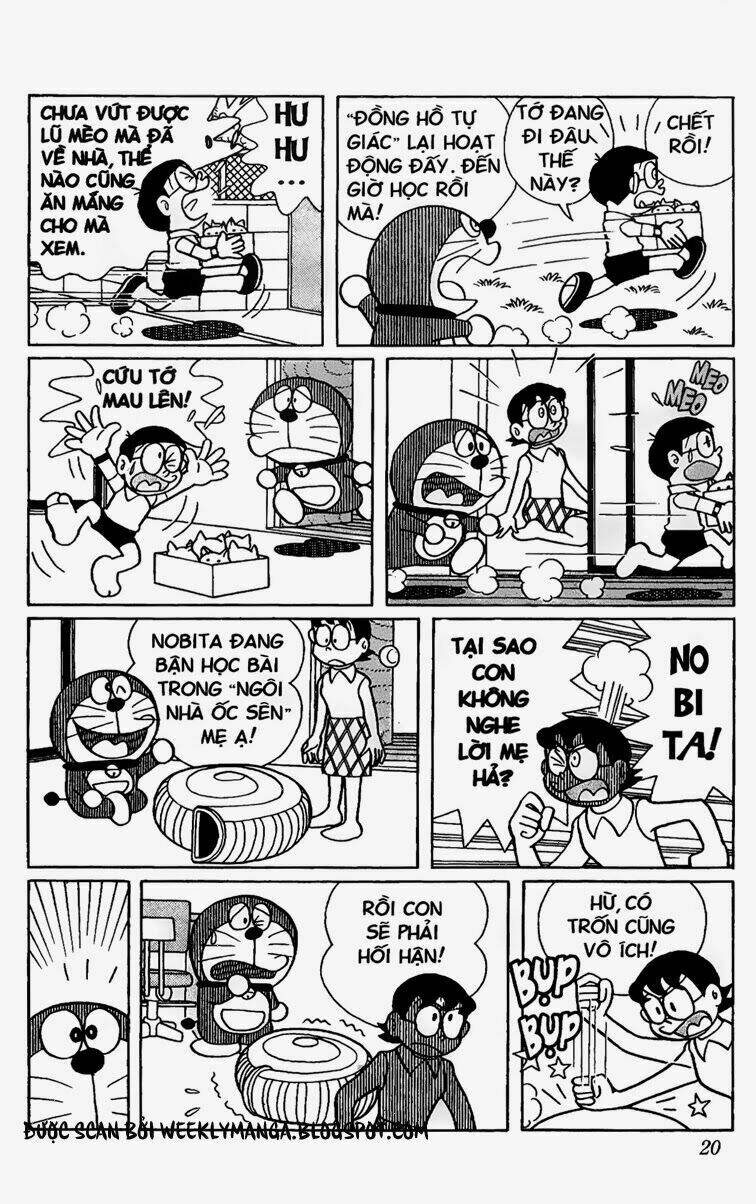 CHƯA VỨT ĐƯỢC
LŨ MÈO MÀ ĐÃ
VỀ NHÀ, THỂ
NÀO CŨNG
ĂN MẮNG
CHO MÀ
XEM.
HU
HU
...
"ĐỒNG HỒ TỰ
GIÁC" LẠI HOẠT
ĐỘNG ĐẤY. ĐẾN
GIỜ HỌC RỒI
MÀ!
TỚ ĐANG
ĐI ĐÂU
THẾ
NÀY?
CHẾT
RỒI!
CỨU TỚ
MAU LÊN!
MEO
MEO
NOBITA ĐANG
BẬN HỌC BÀI
TRONG "NGÔI
NHÀ ỐC SÊN"
MẸ Ạ!
TẠI SAO
CON
KHÔNG
NGHE
LỜI MẸ
HẢ?
NO
BI
TA!
RỒI CON
SẼ PHẢI
HỐI HẬN!
HỪ, CÓ
TRỐN CŨNG
VÔ ÍCH!
BỤP
BỤP
ĐƯỢC SCAN BỞI WEEKLYMANGA.BLOGSPOT.COM
20